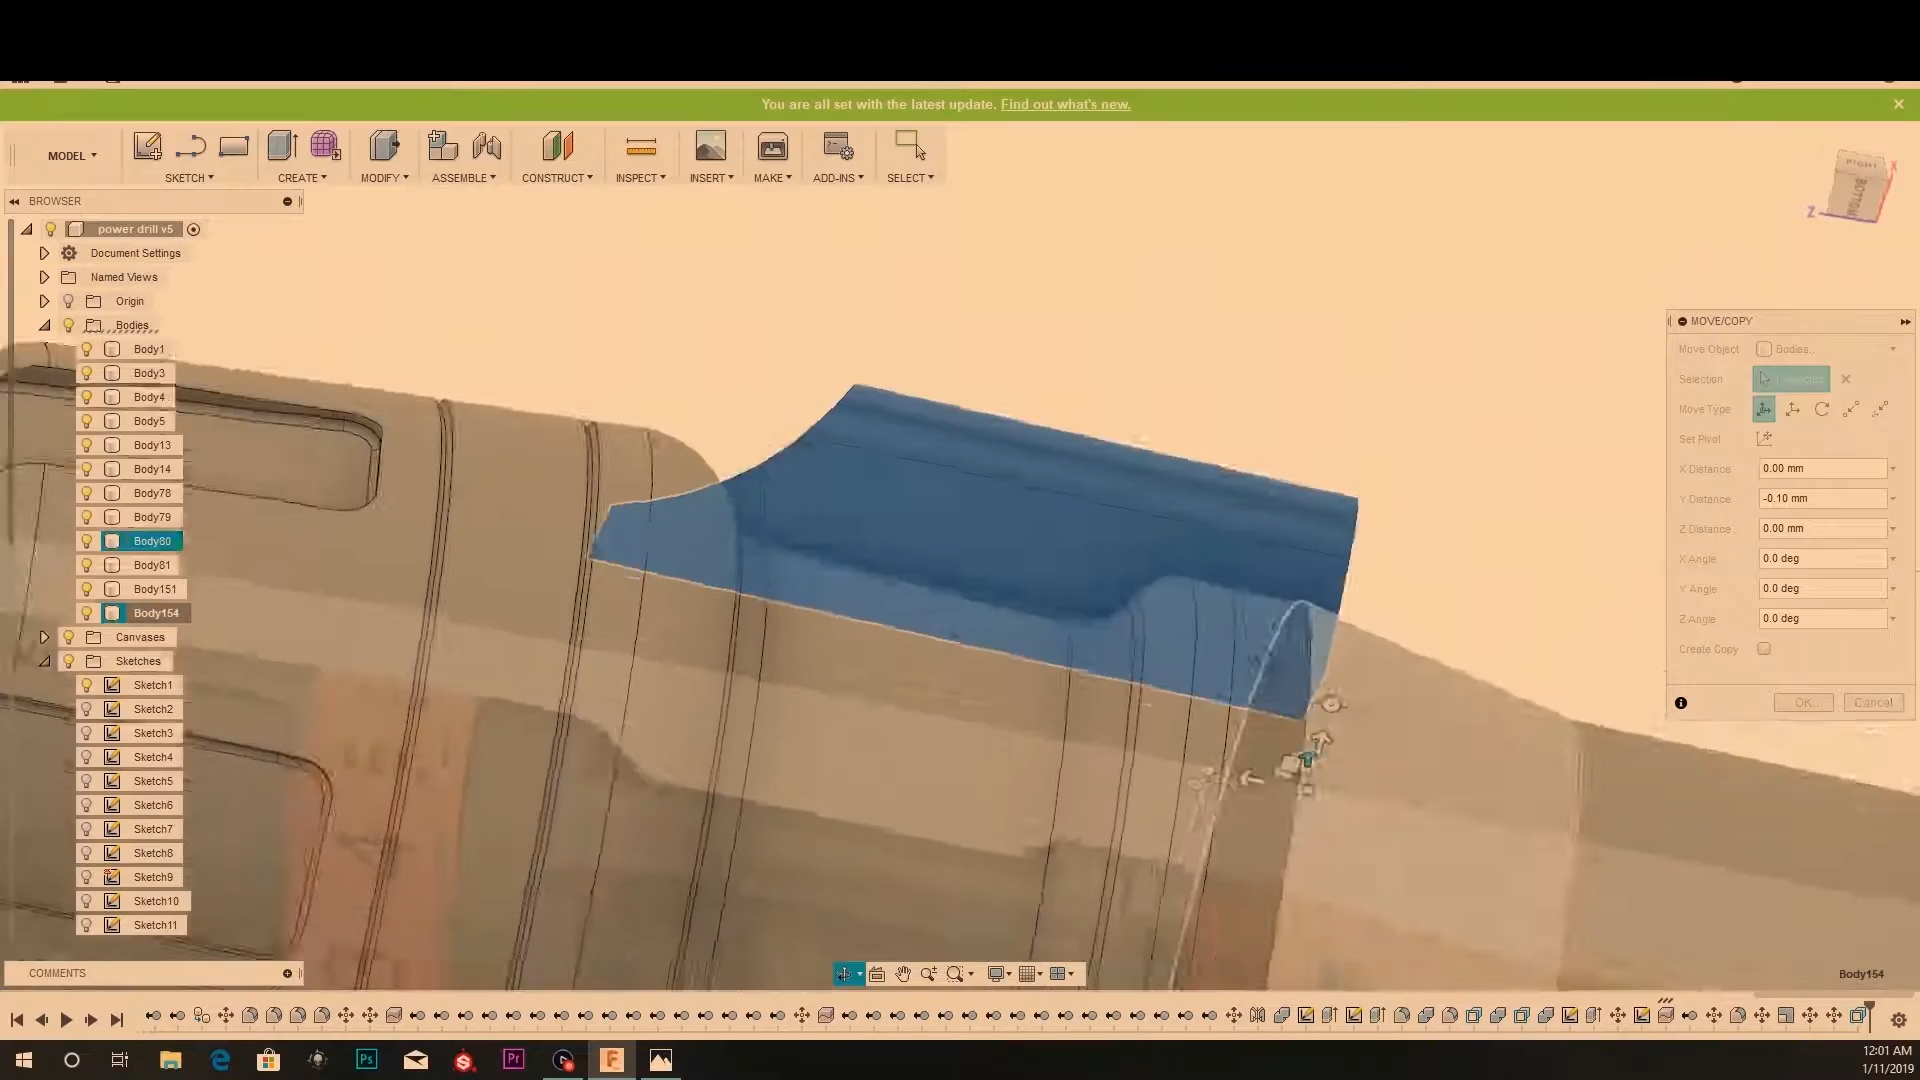 You are all set with the latest update. Find out what's new.
MODEL
SKETCH
CREATE
MODIFY
ASSEMBLE
CONSTRUCT
INSPECT
INSERT
MAKE
ADD-INS
SELECT
RIGHT
BOTTOM
X
Z
BROWSER
power drill v5
Document Settings
Named Views
Origin
Bodies
Body1
Body3
Body4
Body5
Body13
Body14
Body78
Body79
Body80
Body81
Body151
Body154
Canvases
Sketches
Sketch1
Sketch2
Sketch3
Sketch4
Sketch5
Sketch6
Sketch7
Sketch8
Sketch9
Sketch10
Sketch11
MOVE/COPY
Move Object Bodies
Selection
Move Type
Set Pivot
X Distance 0.00 mm
Y Distance -0.10 mm
Z Distance 0.00 mm
X Angle 0.0 deg
Y Angle 0.0 deg
Z Angle 0.0 deg
Create Copy
OK Cancel
COMMENTS
Body154
Ps
Pr
12:01 AM
1/11/2019